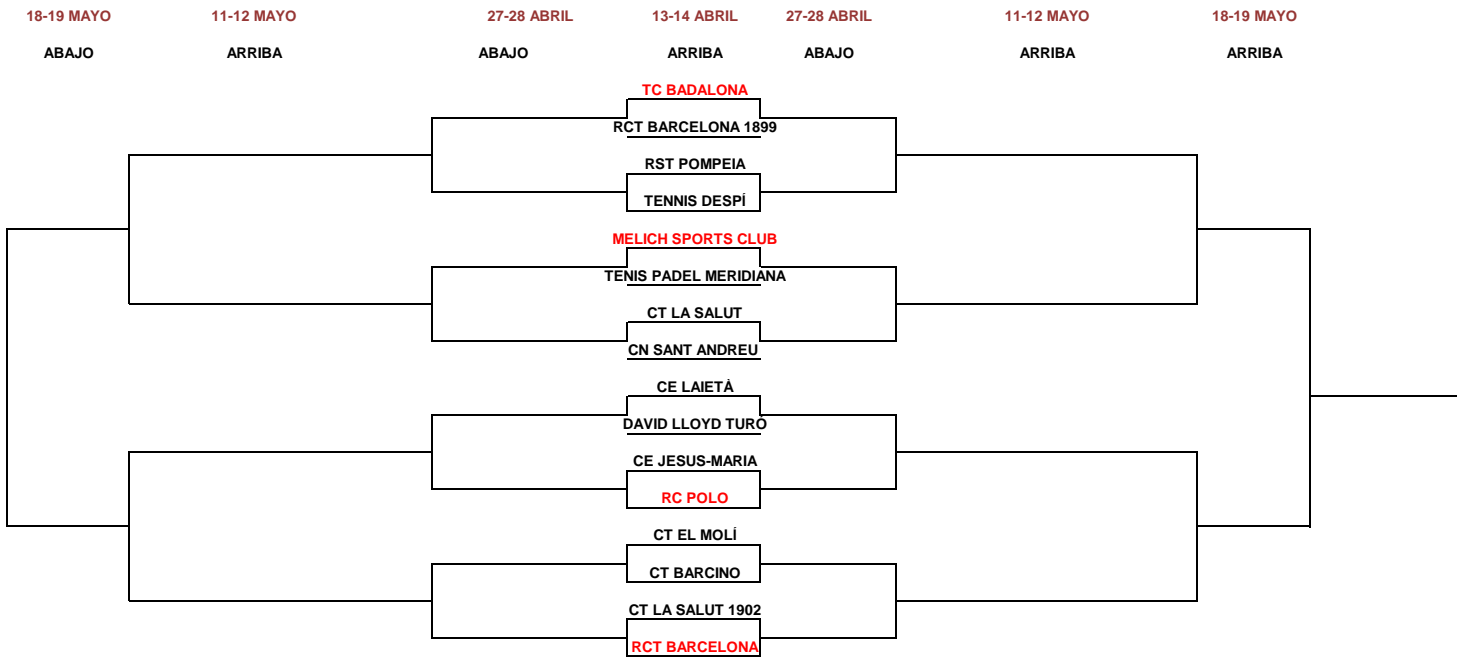 18-19 MAYO 11-12 MAYO 27-28 ABRIL 13-14 ABRIL 27-28 ABRIL 11-12 MAYO 18-19 MAYO
ABAJO ARRIBA ABAJO ARRIBA ABAJO ARRIBA ARRIBA
TC BADALONA
RCT BARCELONA 1899
RST POMPEIA
TENNIS DESPÍ
MELICH SPORTS CLUB
TENIS PADEL MERIDIANA
CT LA SALUT
CN SANT ANDREU
CE LAIETÀ
DAVID LLOYD TURÓ
CE JESUS-MARIA
RC POLO
CT EL MOLÍ
CT BARCINO
CT LA SALUT 1902
RCT BARCELONA